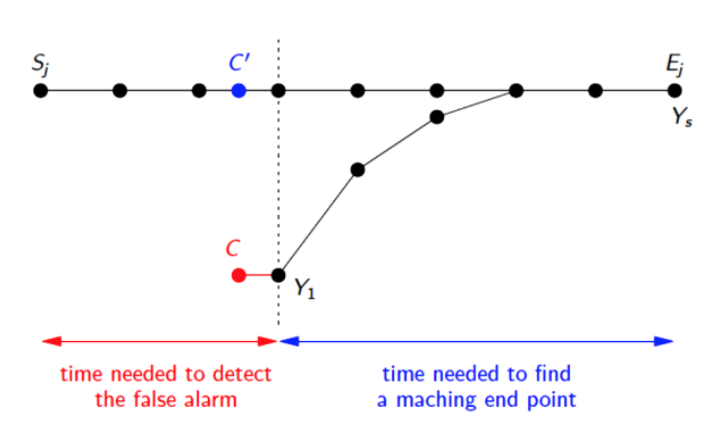 S_j
C'
E_j
Y_s
C
Y_1
time needed to detect
the false alarm
time needed to find
a maching end point